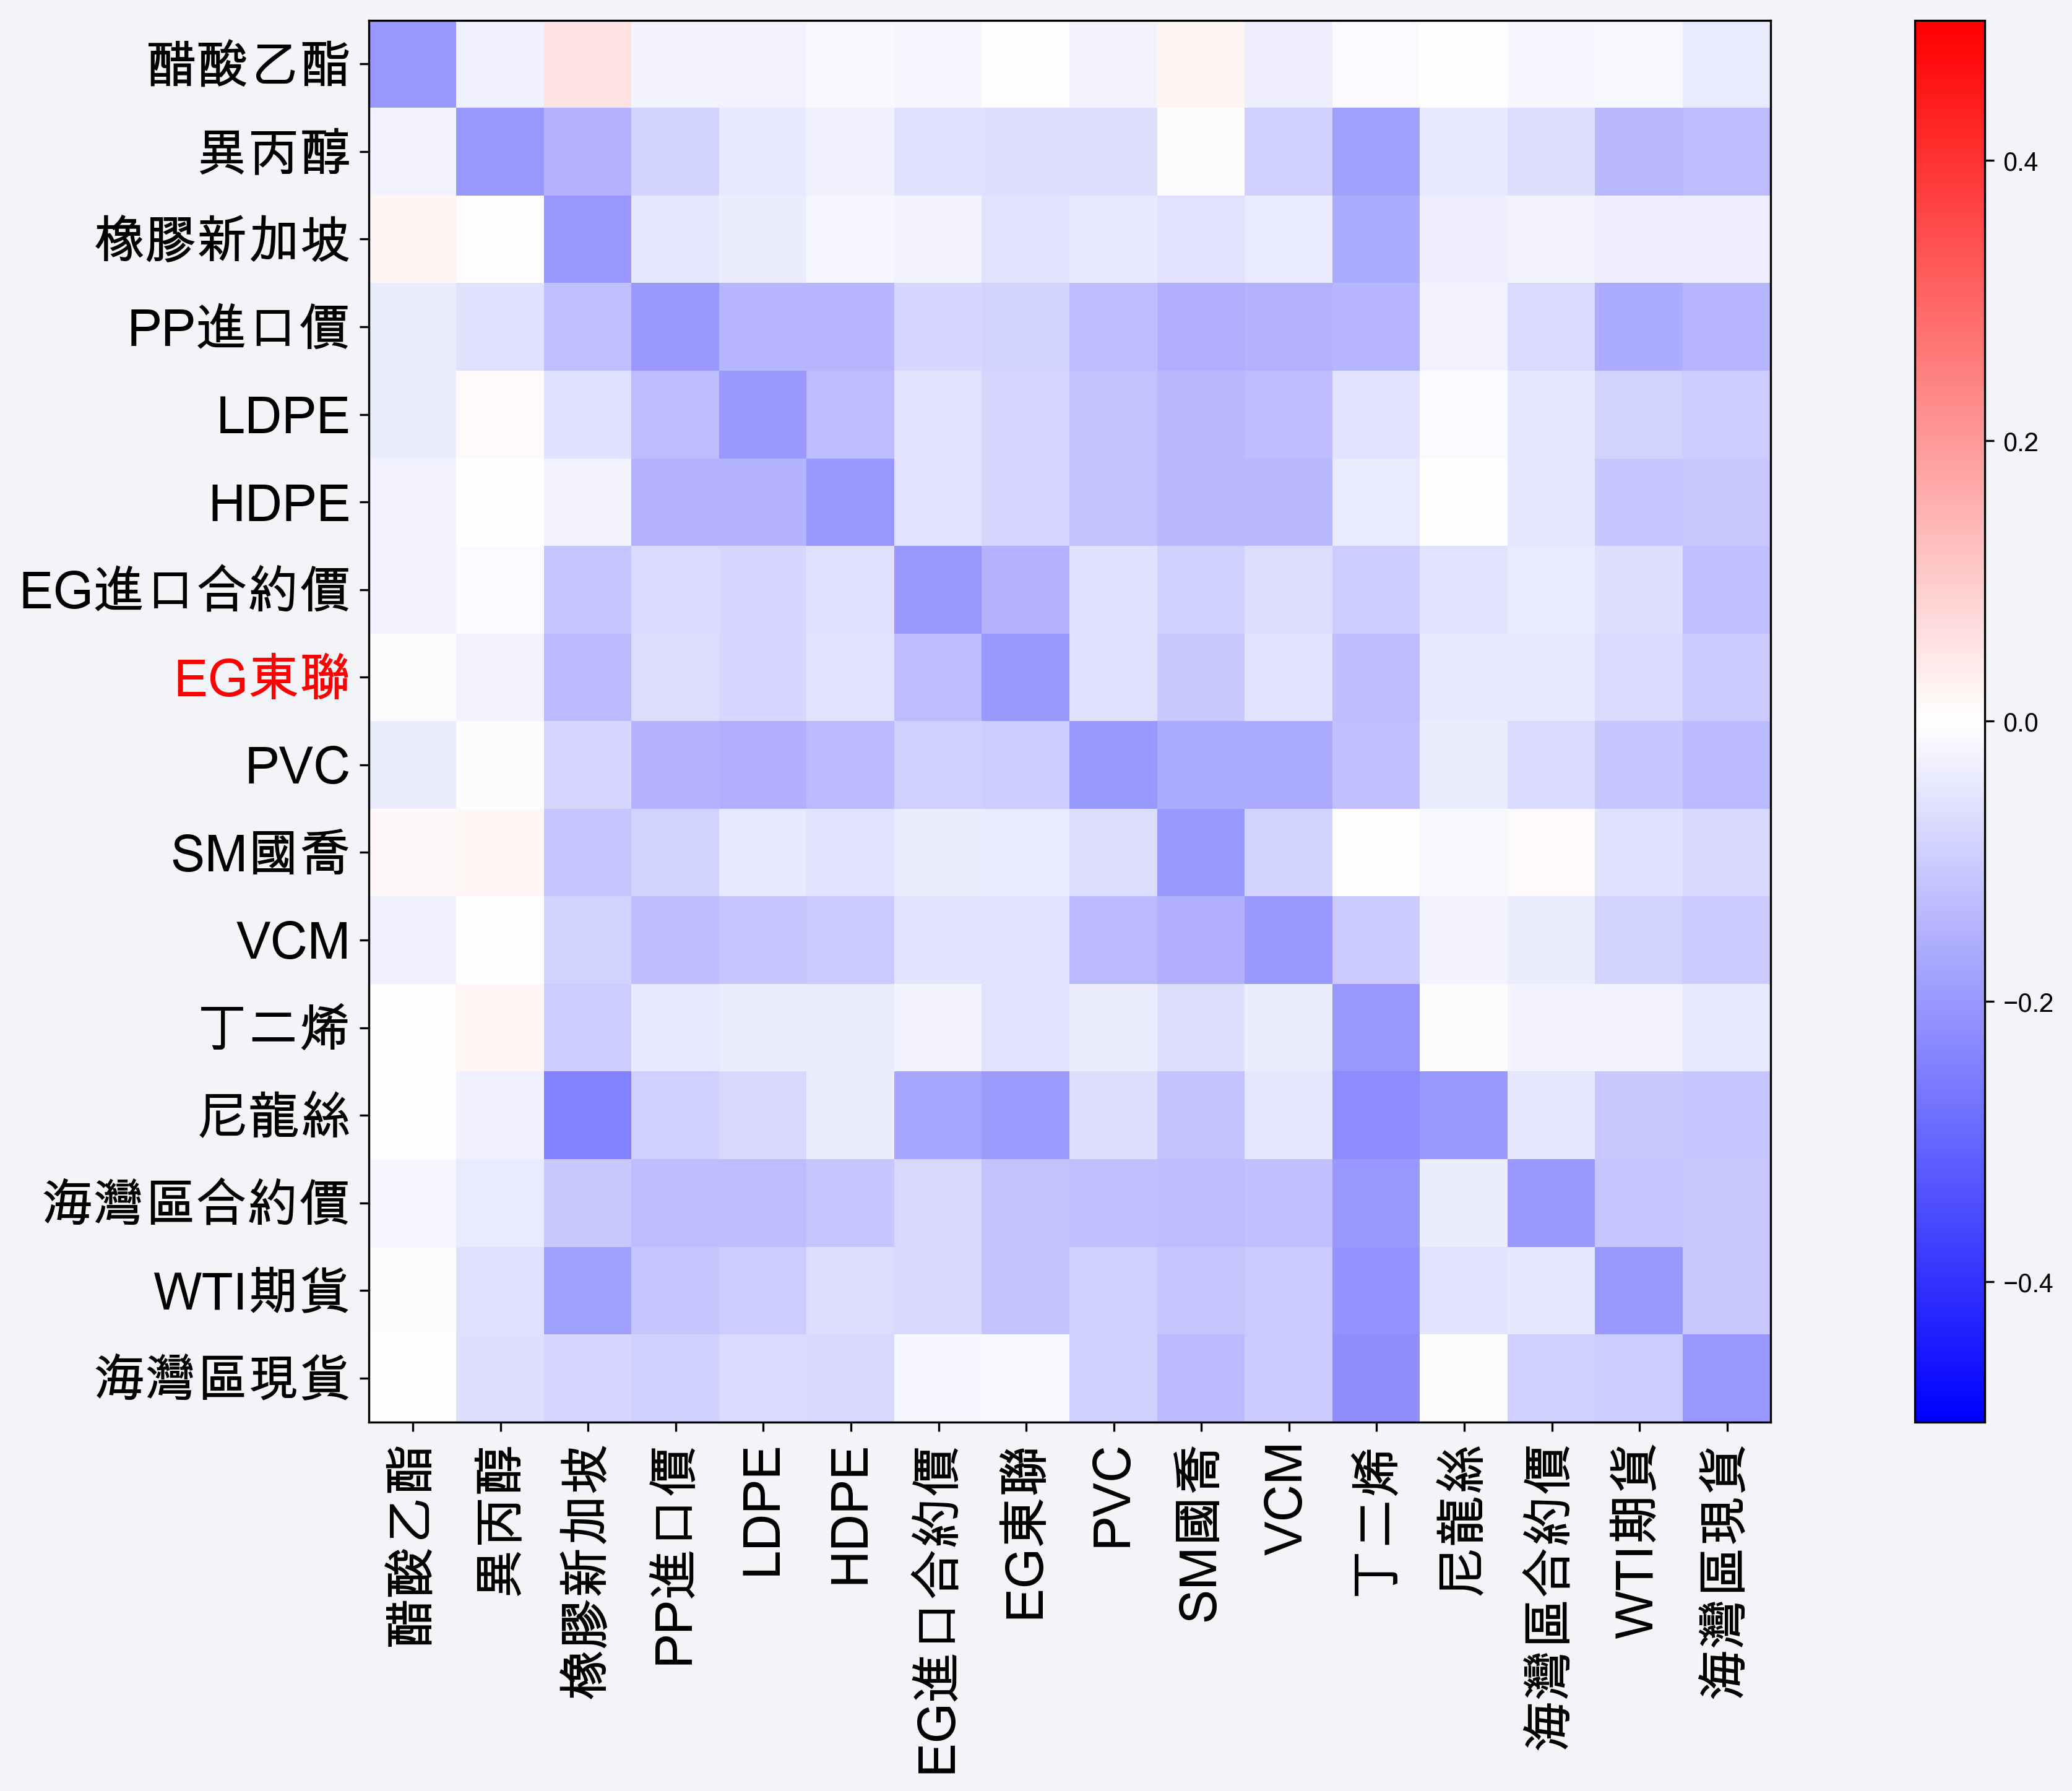 醋酸乙酯
異丙醇
橡膠新加坡
PP進口價
LDPE
HDPE
EG進口合約價
EG東聯
PVC
SM國喬
VCM
丁二烯
尼龍絲
海灣區合約價
WTI期貨
海灣區現貨
醋酸乙酯
異丙醇
橡膠新加坡
PP進口價
LDPE
HDPE
EG進口合約價
EG東聯
PVC
SM國喬
VCM
丁二烯
尼龍絲
海灣區合約價
WTI期貨
海灣區現貨
0.4
0.2
0.0
−0.2
−0.4